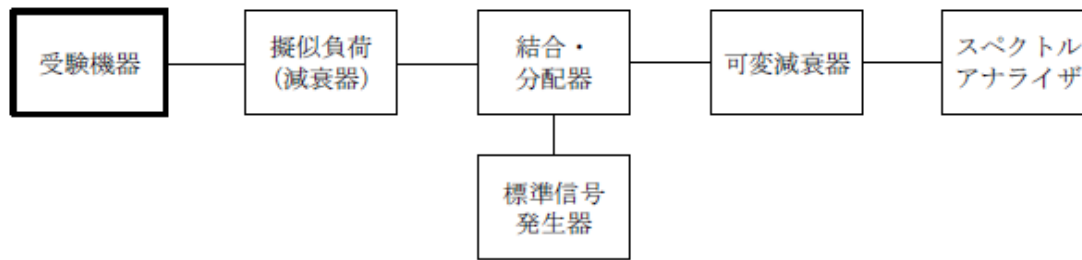 受験機器
擬似負荷
(減衰器)
結合・
分配器
可変減衰器
スペクトル
アナライザ
標準信号
発生器